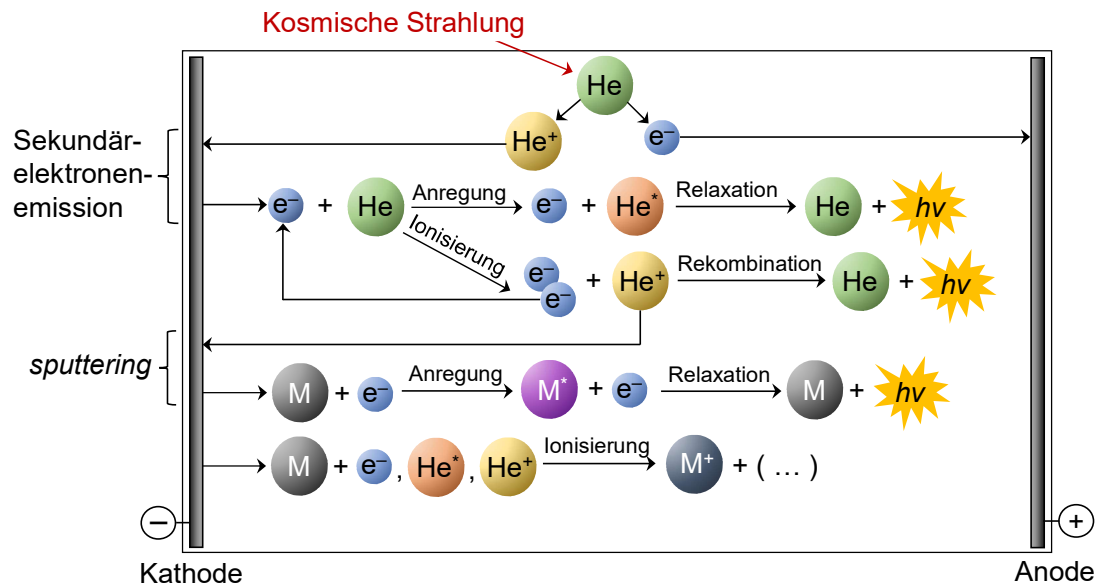 Kosmische Strahlung
He
He⁺ e⁻
Sekundär-
elektronen-
emission
e⁻ + He Anregung e⁻ + He* Relaxation He + hν
Ionisierung e⁻ e⁻ + He⁺ Rekombination He + hν
sputtering
M + e⁻ Anregung M* + e⁻ Relaxation M + hν
M + e⁻ , He* , He⁺ Ionisierung M⁺ + ( … )
− +
Kathode Anode